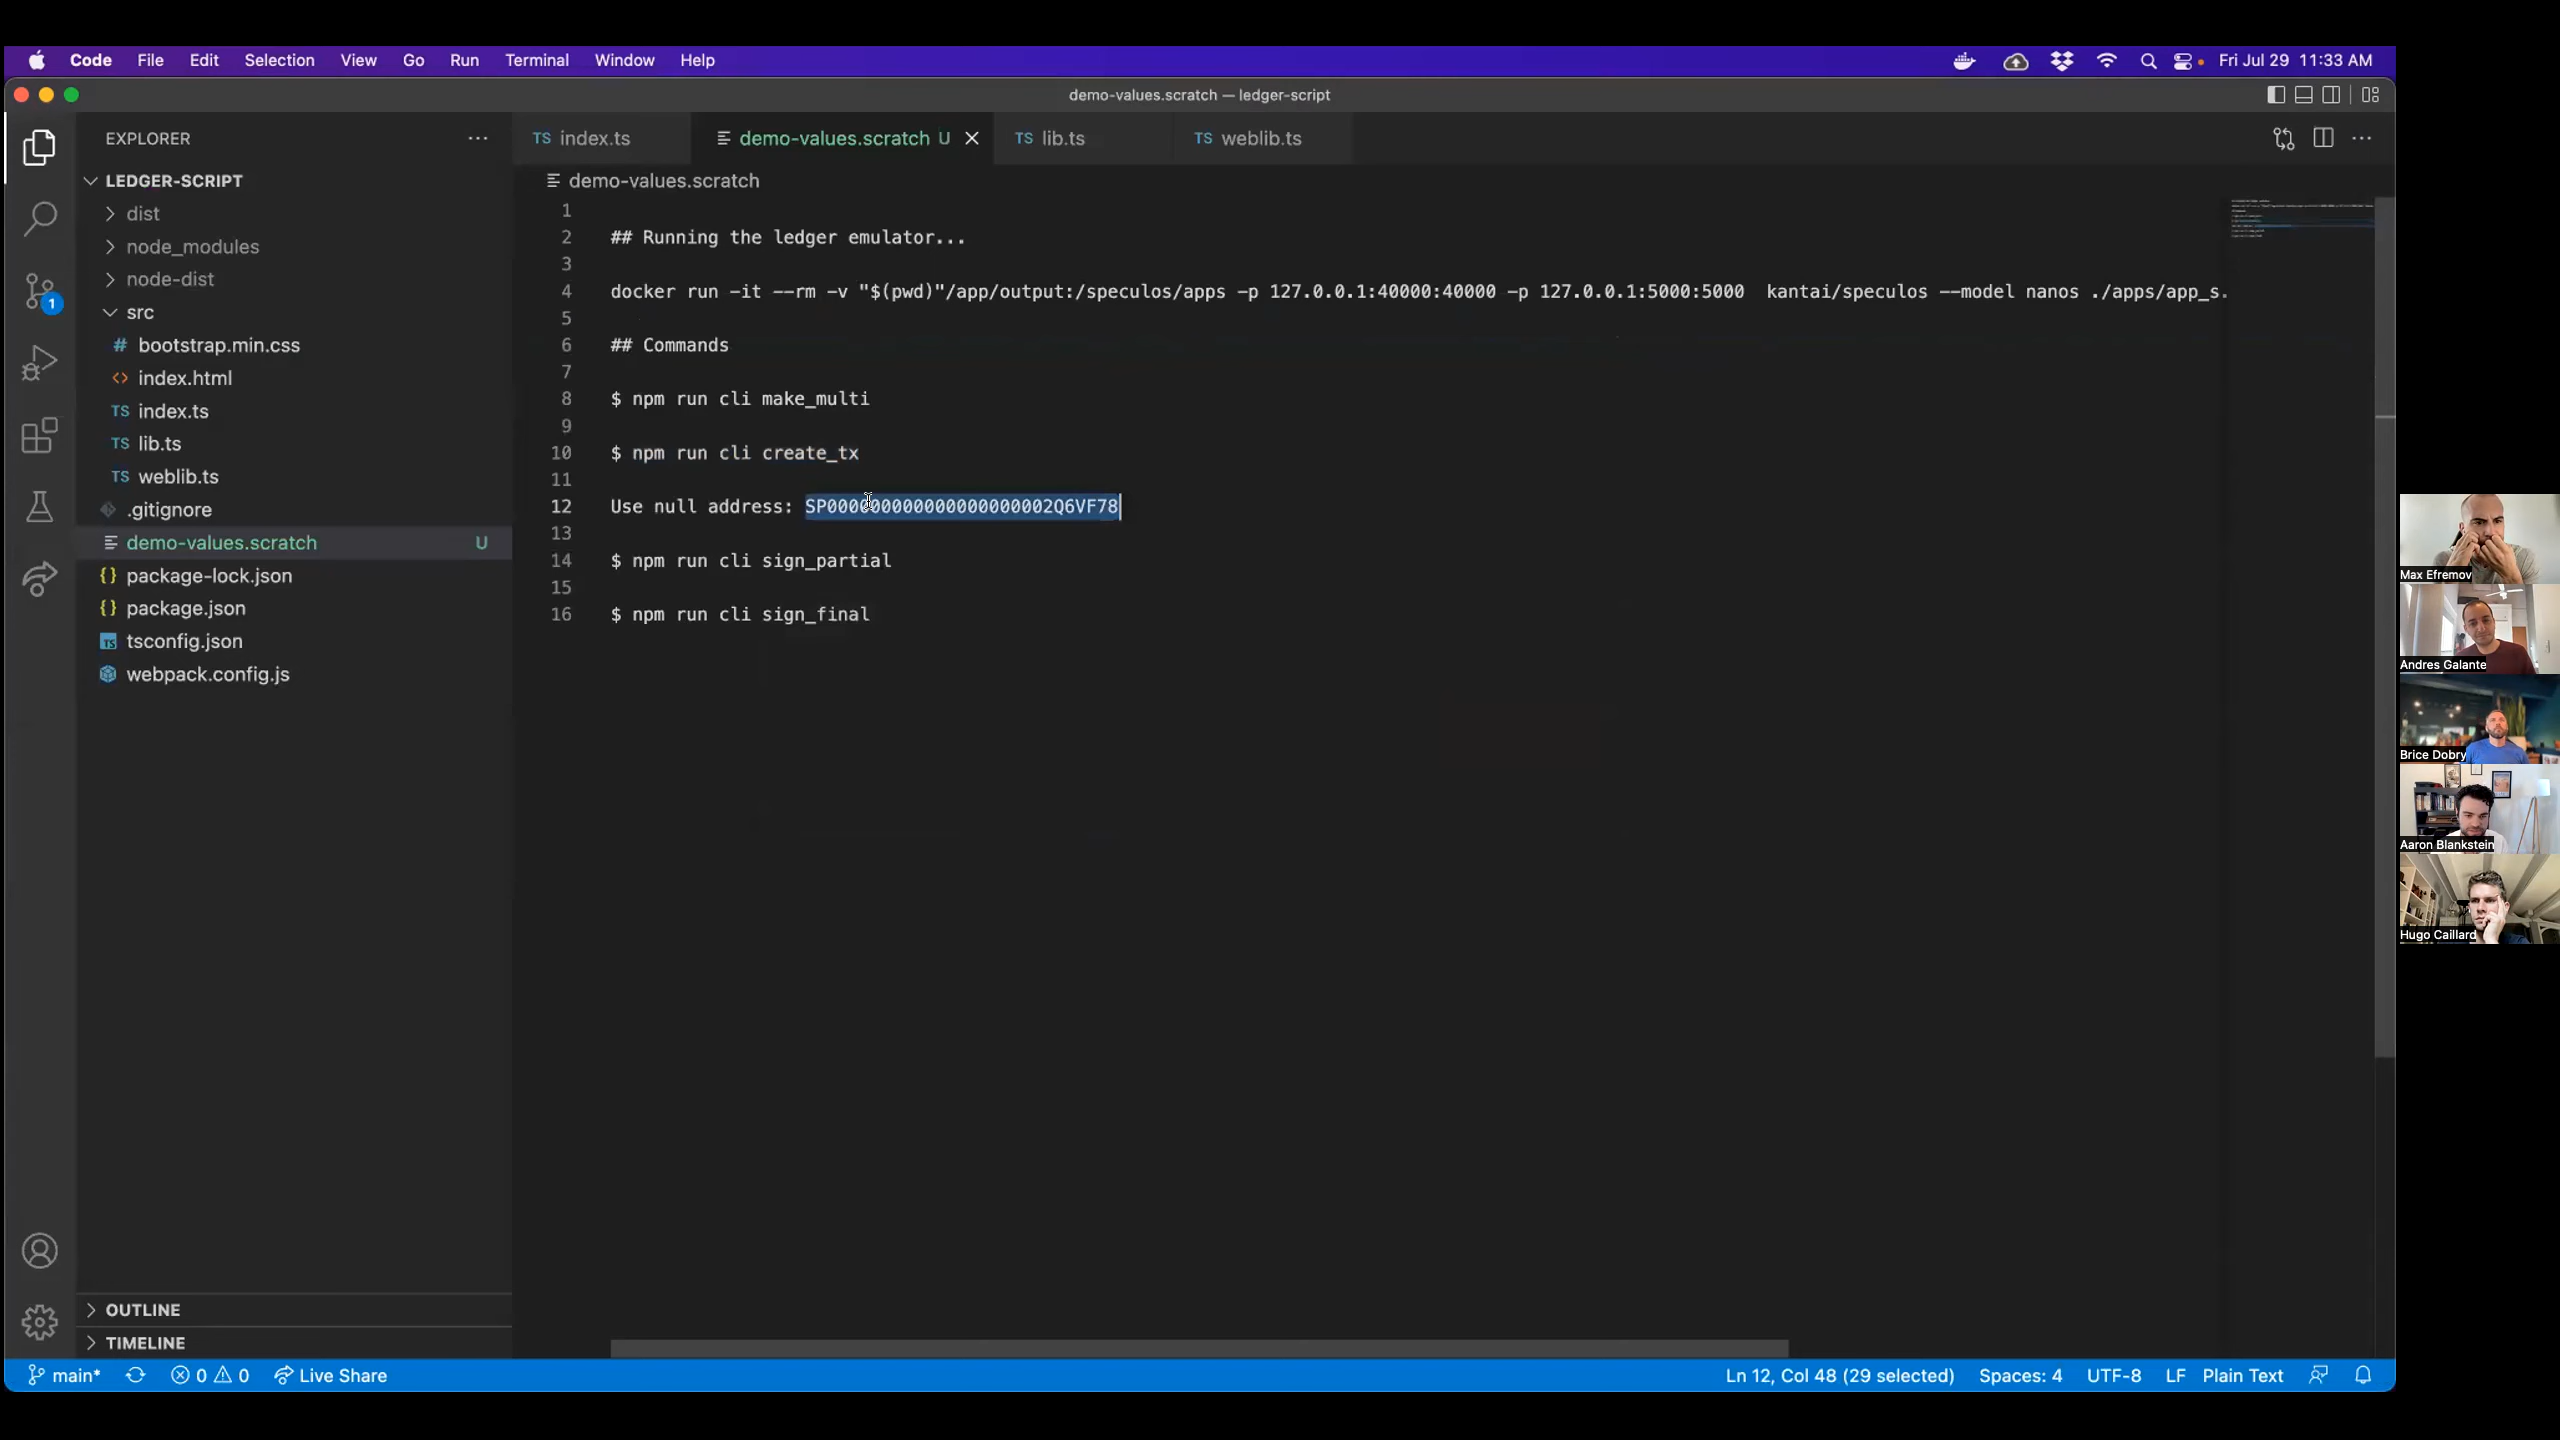 Code File Edit Selection View Go Run Terminal Window Help Fri Jul 29 11:33 AM
demo-values.scratch — ledger-script
EXPLORER
TS index.ts demo-values.scratch U TS lib.ts TS weblib.ts
demo-values.scratch
LEDGER-SCRIPT
dist
node_modules
node-dist
src
# bootstrap.min.css
<> index.html
TS index.ts
TS lib.ts
TS weblib.ts
.gitignore
demo-values.scratch U
{} package-lock.json
{} package.json
TS tsconfig.json
webpack.config.js
1
OUTLINE
TIMELINE
1
2 ## Running the ledger emulator...
3
4 docker run -it --rm -v "$(pwd)"/app/output:/speculos/apps -p 127.0.0.1:40000:40000 -p 127.0.0.1:5000:5000  kantai/speculos --model nanos ./apps/app_s.
5
6 ## Commands
7
8 $ npm run cli make_multi
9
10 $ npm run cli create_tx
11
12 Use null address: SP000000000000000000002Q6VF78
13
14 $ npm run cli sign_partial
15
16 $ npm run cli sign_final
Max Efremov
Andres Galante
Brice Dobry
Aaron Blankstein
Hugo Caillard
main* 0 0 Live Share Ln 12, Col 48 (29 selected) Spaces: 4 UTF-8 LF Plain Text